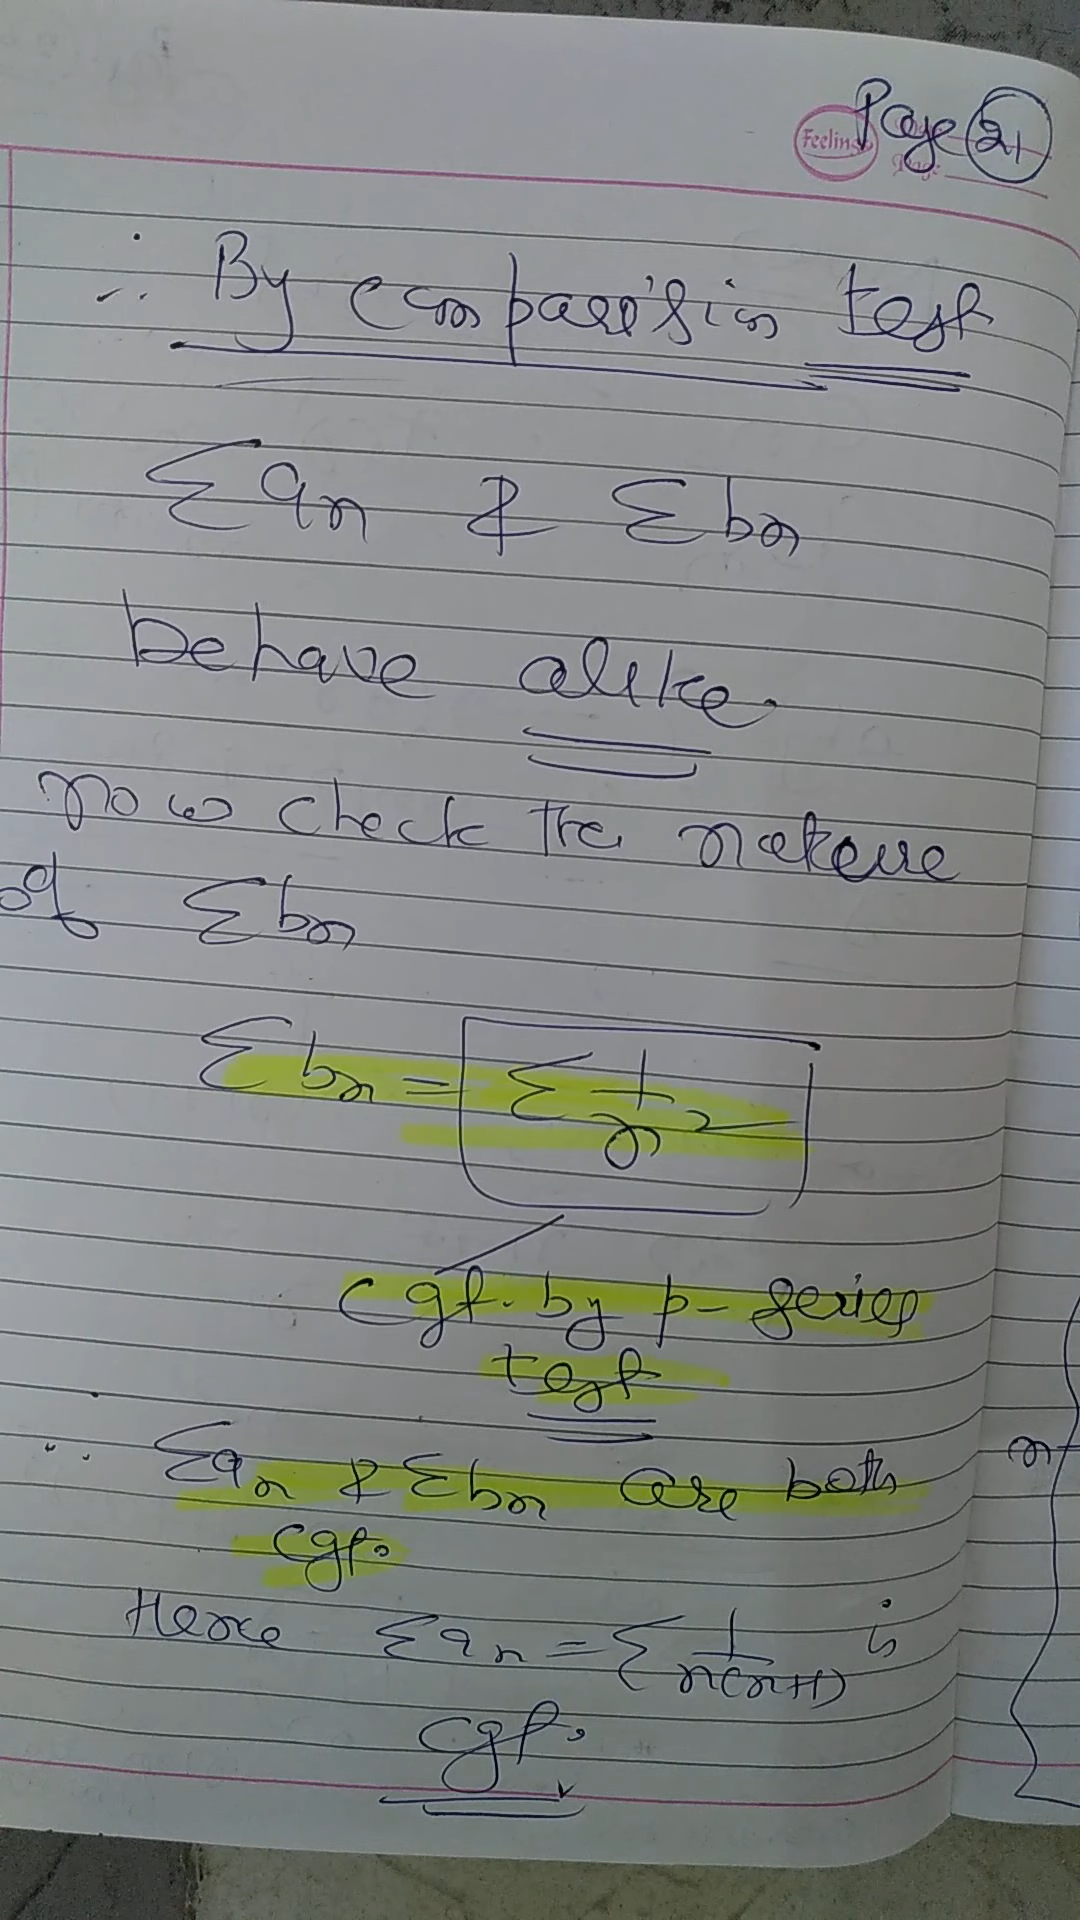 Page 21
Feelings
Page:
∴ By comparision test
Σan & Σbn
behave alike.
now check the nature
of Σbn
Σbn = Σ 1/n²
cgt. by p-series
test
∴ Σan & Σbn are both
cgt.
Hence Σan = Σ 1/n(n+1) is
cgt.
n